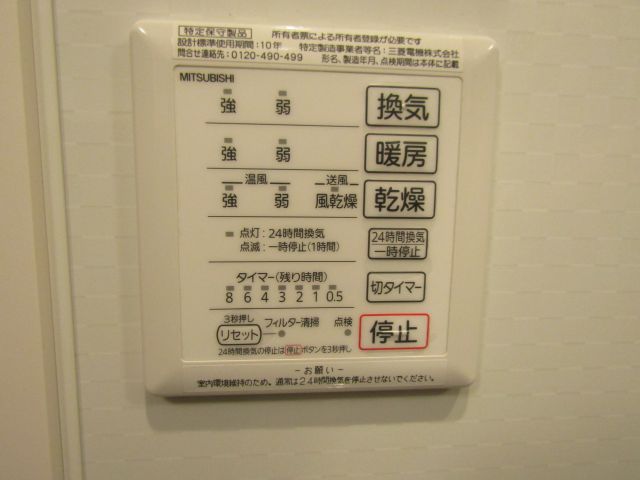 特定保守製品 所有者票による所有者登録が必要です
設計標準使用期間:10年 特定製造事業者等名:三菱電機株式会社
問合せ連絡先:0120-490-499 形名、製造年月、点検期間は本体に記載
MITSUBISHI
強 弱 換気
強 弱 暖房
温風 送風
強 弱 風乾燥 乾燥
点灯:24時間換気
点滅:一時停止(1時間)
24時間換気
一時停止
タイマー(残り時間)
8 6 4 3 2 1 0.5
切タイマー
3秒押し
リセット フィルター清掃 点検
停止
24時間換気の停止は停止ボタンを3秒押し
-お願い-
室内環境維持のため、通常は24時間換気を停止させないでください。